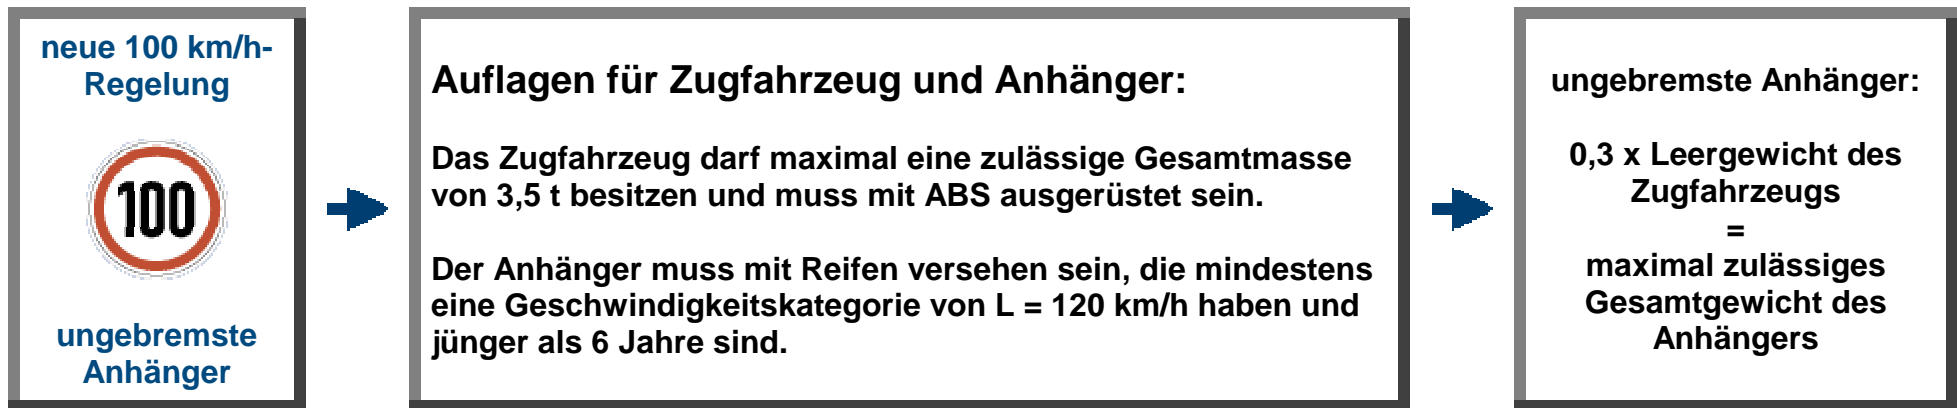 neue 100 km/h-
Regelung
100
ungebremste
Anhänger
Auflagen für Zugfahrzeug und Anhänger:
Das Zugfahrzeug darf maximal eine zulässige Gesamtmasse
von 3,5 t besitzen und muss mit ABS ausgerüstet sein.
Der Anhänger muss mit Reifen versehen sein, die mindestens
eine Geschwindigkeitskategorie von L = 120 km/h haben und
jünger als 6 Jahre sind.
ungebremste Anhänger:
0,3 x Leergewicht des
Zugfahrzeugs
=
maximal zulässiges
Gesamtgewicht des
Anhängers